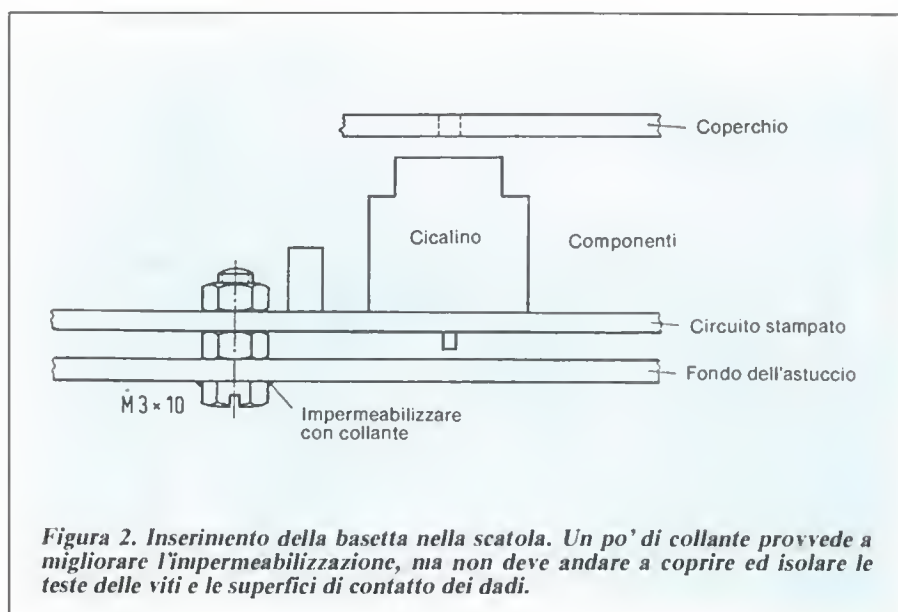 Coperchio
Cicalino
Componenti
Circuito stampato
Fondo dell'astuccio
M 3 × 10
Impermeabilizzare
con collante
Figura 2. Inserimento della basetta nella scatola. Un po' di collante provvede a
migliorare l'impermeabilizzazione, ma non deve andare a coprire ed isolare le
teste delle viti e le superfici di contatto dei dadi.